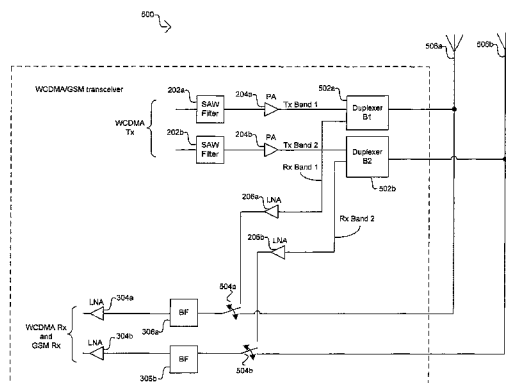 500
506a
506b
WCDMA/GSM transceiver
202a
SAW
Filter
204a
PA
Tx Band 1
502a
Duplexer
B1
WCDMA
Tx
202b
SAW
Filter
204b
PA
Tx Band 2
Duplexer
B2
502b
Rx Band 1
206a
LNA
Rx Band 2
206b
LNA
504a
LNA
304a
BF
306a
WCDMA Rx
and
GSM Rx
LNA
304b
BF
306b
504b